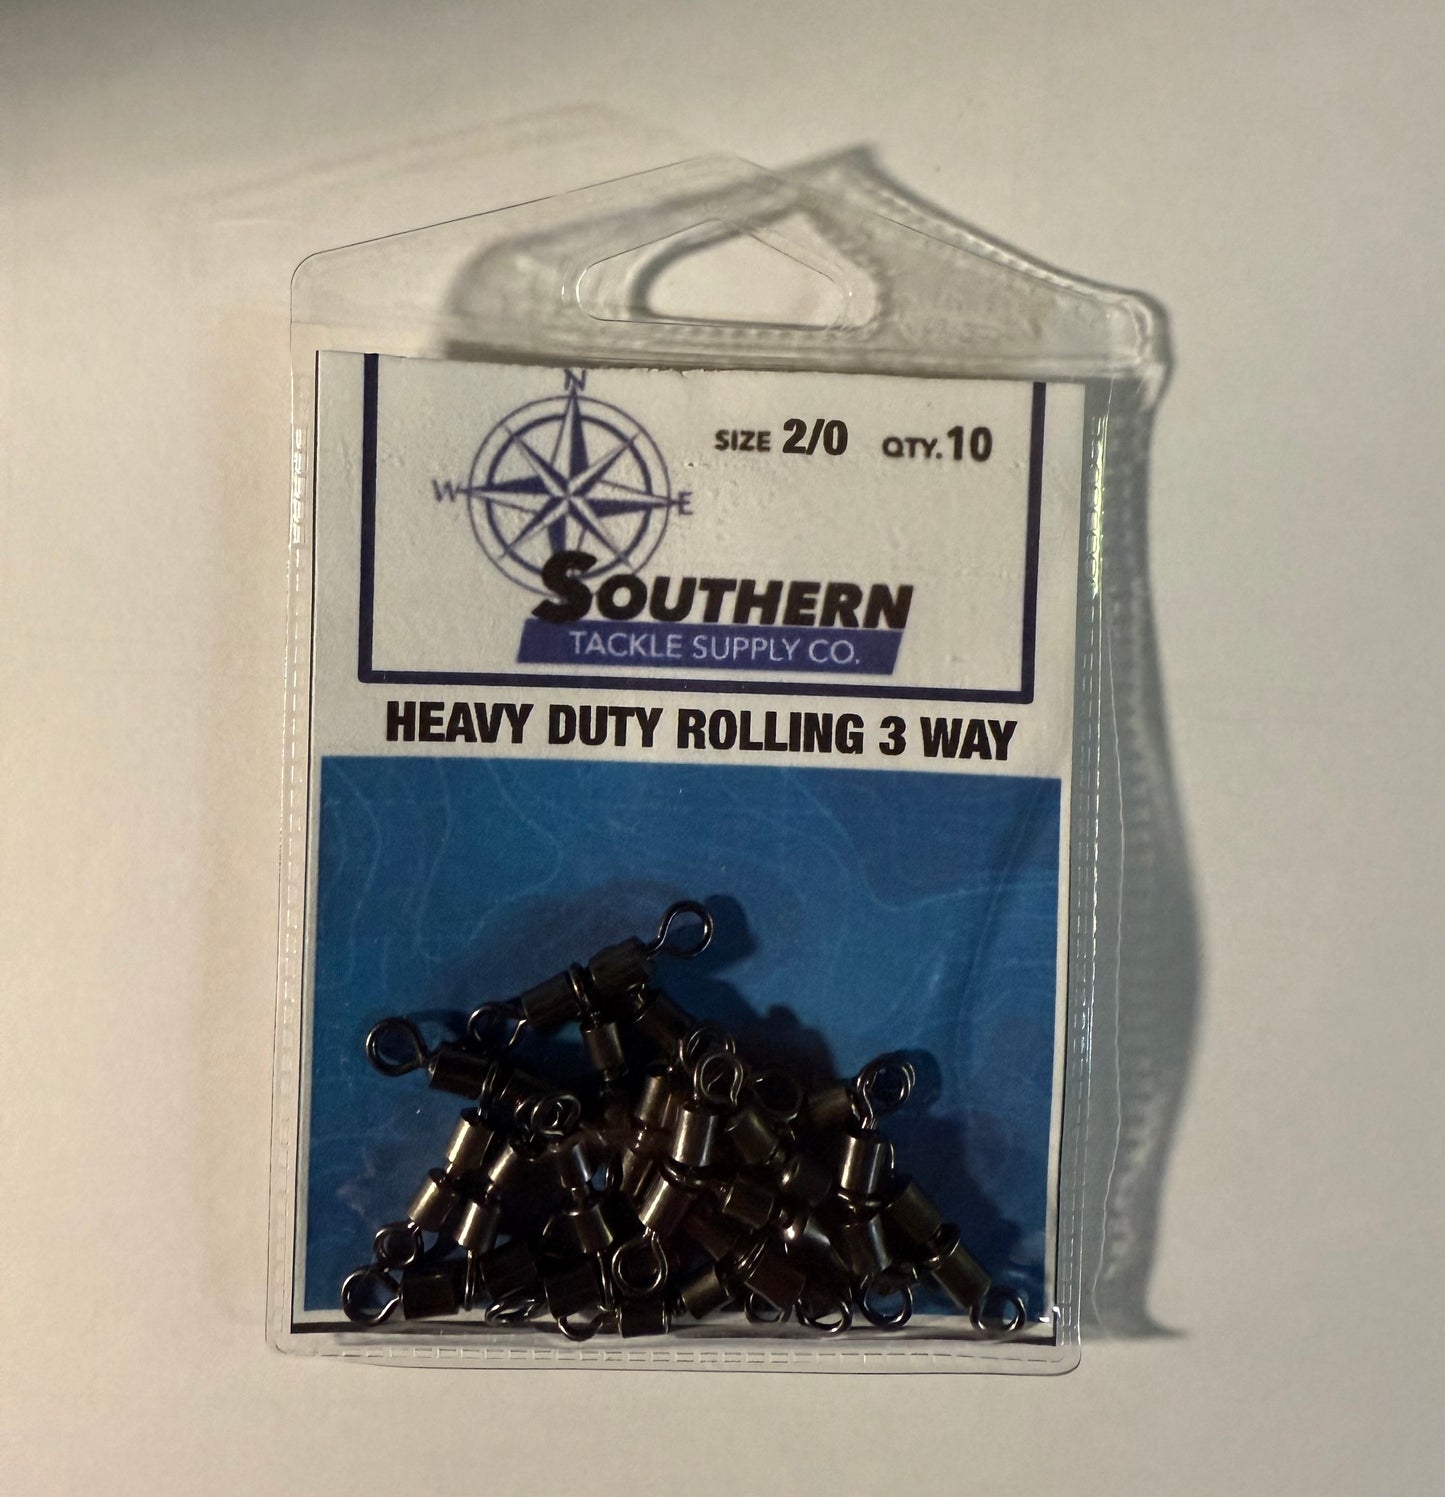 N
SIZE 2/0 QTY.10
W E
SOUTHERN
TACKLE SUPPLY CO.
HEAVY DUTY ROLLING 3 WAY